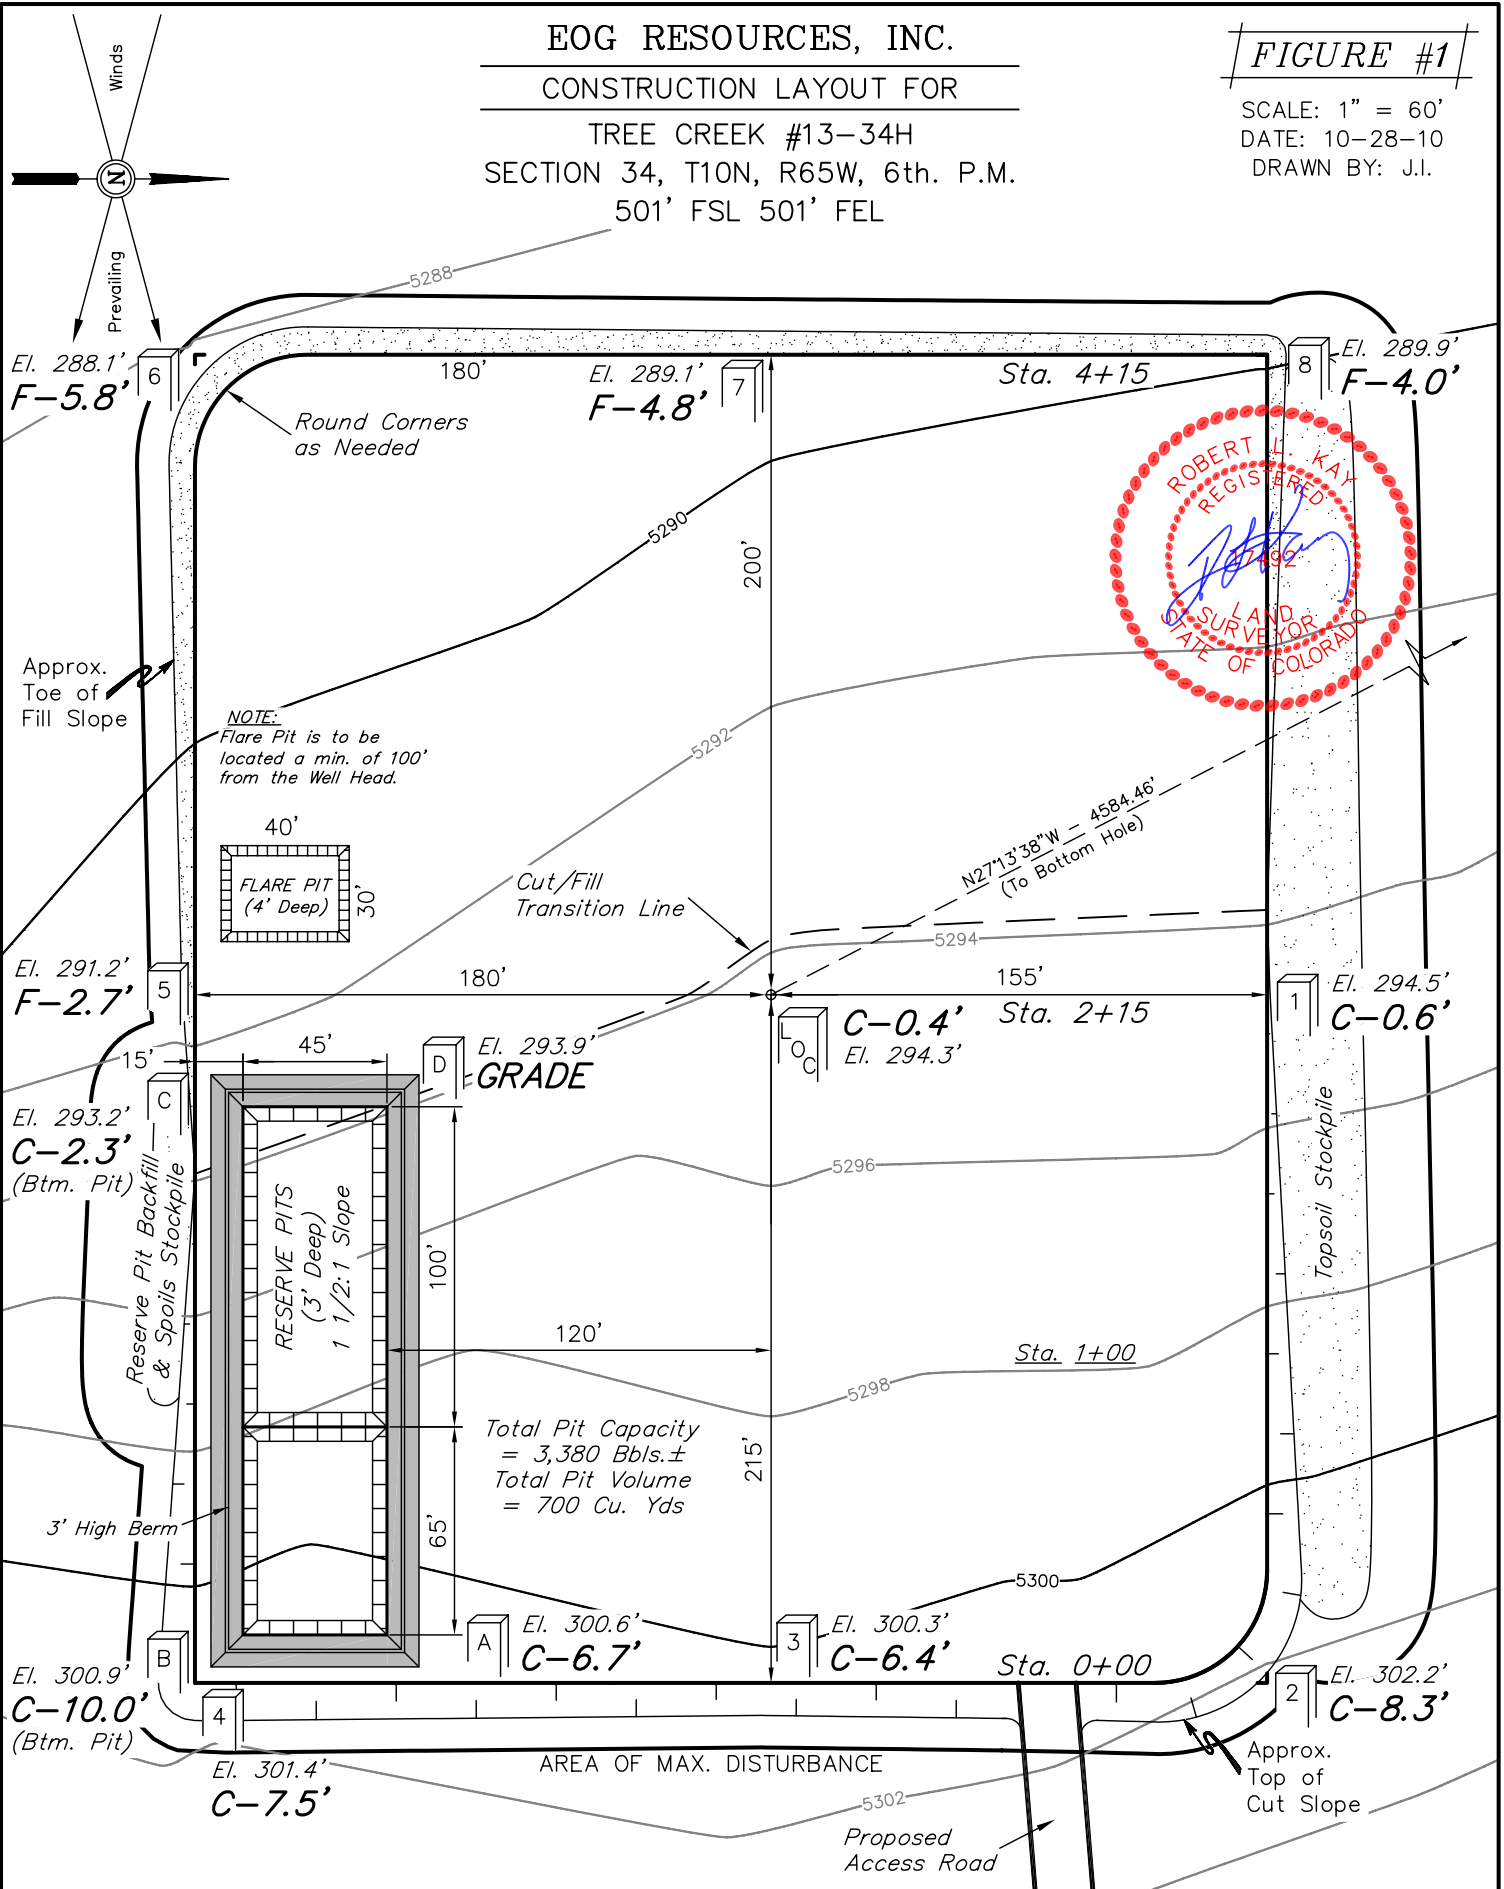 EOG RESOURCES, INC.
CONSTRUCTION LAYOUT FOR
TREE CREEK #13-34H
SECTION 34, T10N, R65W, 6th. P.M.
501' FSL 501' FEL
FIGURE #1
SCALE: 1" = 60'
DATE: 10-28-10
DRAWN BY: J.I.
Winds
N
Prevailing
5288
El. 288.1'
F-5.8'
6
180'
El. 289.1'
F-4.8'
7
Sta. 4+15
8
El. 289.9'
F-4.0'
Round Corners
as Needed
5290
200'
ROBERT L. KAY
REGISTERED
17492
LAND
SURVEYOR
STATE OF COLORADO
Approx.
Toe of
Fill Slope
NOTE:
Flare Pit is to be
located a min. of 100'
from the Well Head.
5292
40'
FLARE PIT
(4' Deep)
30'
Cut/Fill
Transition Line
N27°13'38"W - 4584.46'
(To Bottom Hole)
5294
El. 291.2'
F-2.7'
5
180'
155'
Sta. 2+15
LOC
C-0.4'
El. 294.3'
1
El. 294.5'
C-0.6'
15'
45'
D
El. 293.9'
GRADE
C
El. 293.2'
C-2.3'
(Btm. Pit)
Reserve Pit Backfill
& Spoils Stockpile
RESERVE PITS
(3' Deep)
1 1/2:1 Slope
100'
5296
Topsoil Stockpile
120'
Sta. 1+00
5298
Total Pit Capacity
= 3,380 Bbls.±
Total Pit Volume
= 700 Cu. Yds
215'
65'
3' High Berm
5300
A
El. 300.6'
C-6.7'
3
El. 300.3'
C-6.4'
Sta. 0+00
B
El. 300.9'
C-10.0'
(Btm. Pit)
4
El. 301.4'
C-7.5'
2
El. 302.2'
C-8.3'
AREA OF MAX. DISTURBANCE
5302
Approx.
Top of
Cut Slope
Proposed
Access Road